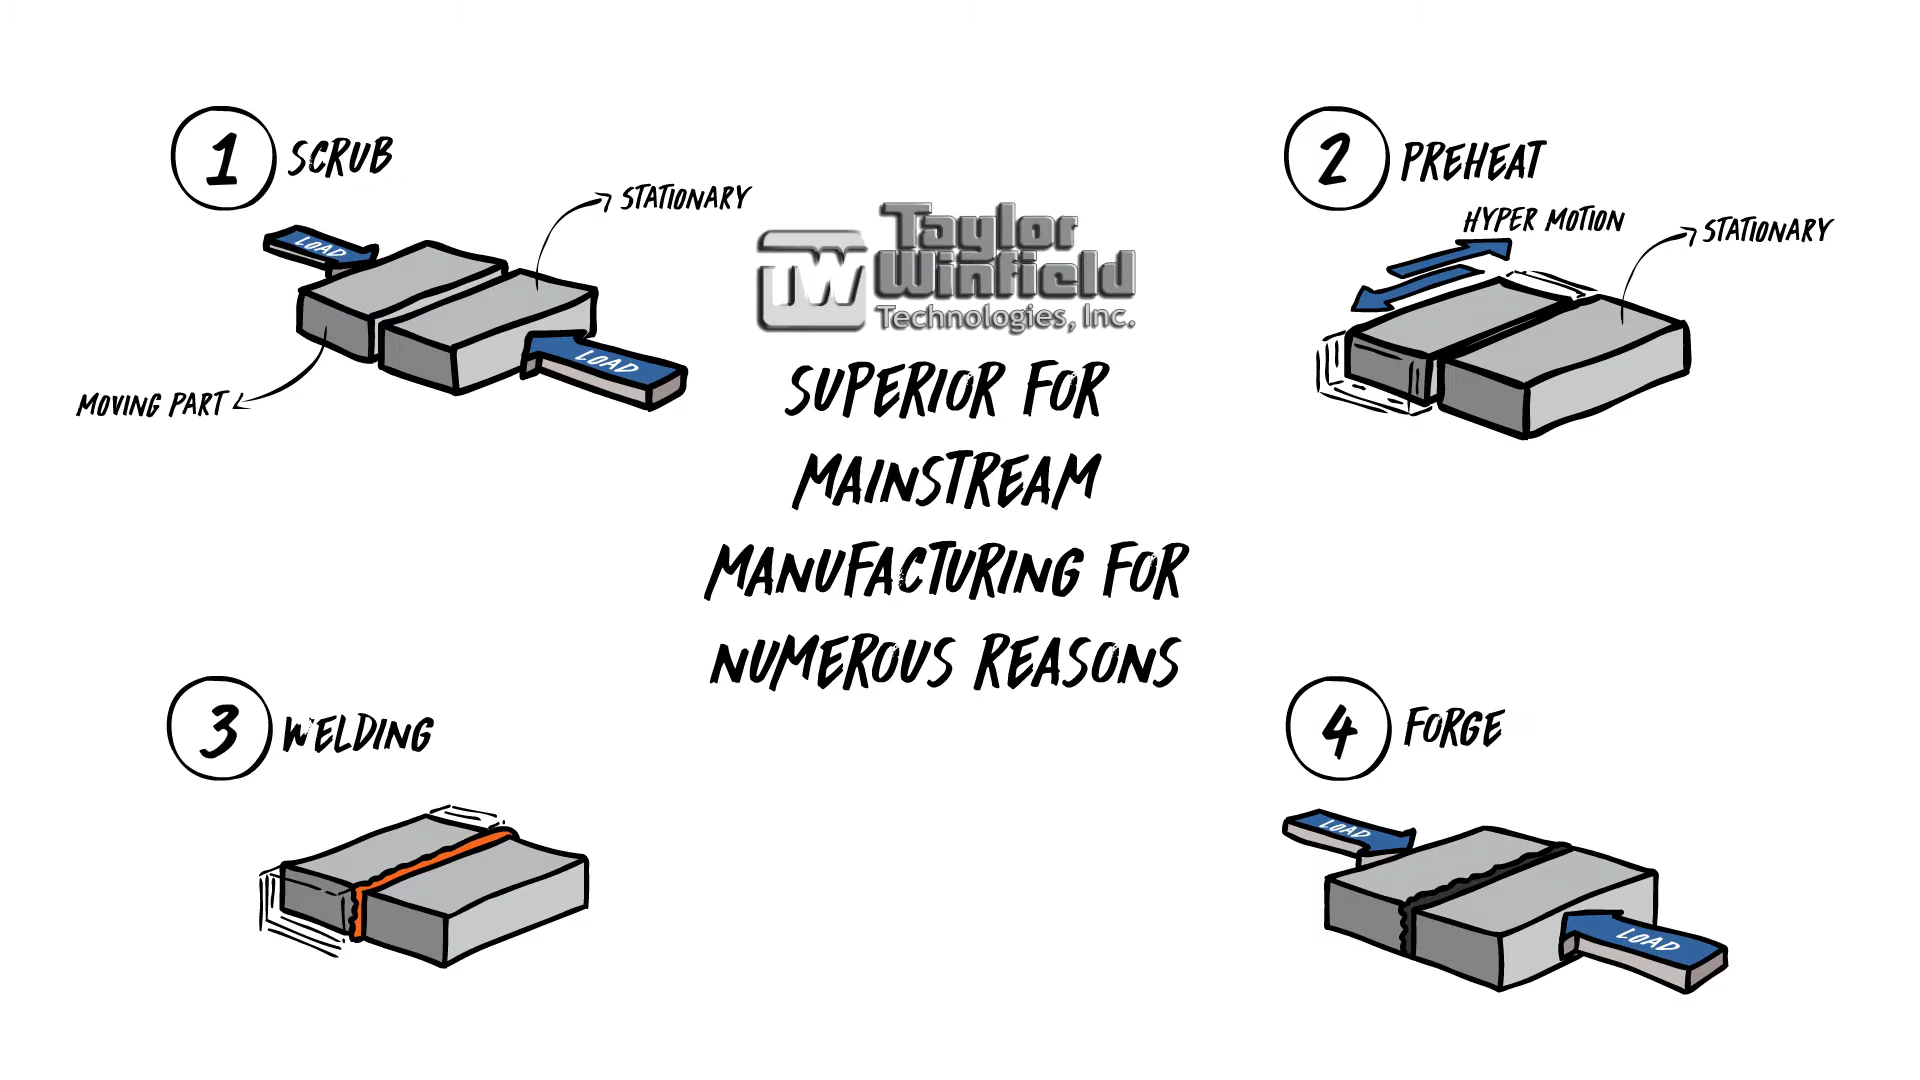 1 SCRUB
STATIONARY
LOAD
LOAD
MOVING PART
2 PREHEAT
HYPER MOTION
STATIONARY
TW Taylor
Winfield
Technologies, Inc.
SUPERIOR FOR
MAINSTREAM
MANUFACTURING FOR
NUMEROUS REASONS
3 WELDING
4 FORGE
LOAD
LOAD